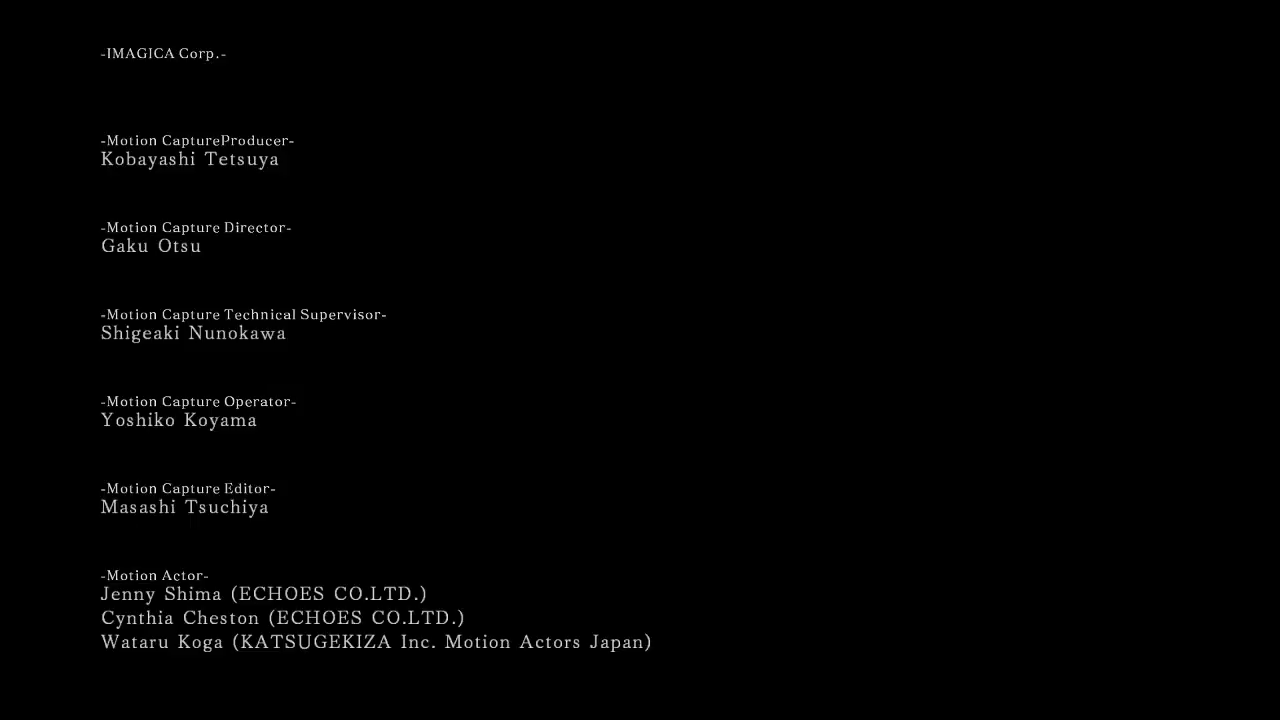 -IMAGICA Corp.-
-Motion CaptureProducer-
Kobayashi Tetsuya
-Motion Capture Director-
Gaku Otsu
-Motion Capture Technical Supervisor-
Shigeaki Nunokawa
-Motion Capture Operator-
Yoshiko Koyama
-Motion Capture Editor-
Masashi Tsuchiya
-Motion Actor-
Jenny Shima (ECHOES CO.LTD.)
Cynthia Cheston (ECHOES CO.LTD.)
Wataru Koga (KATSUGEKIZA Inc. Motion Actors Japan)